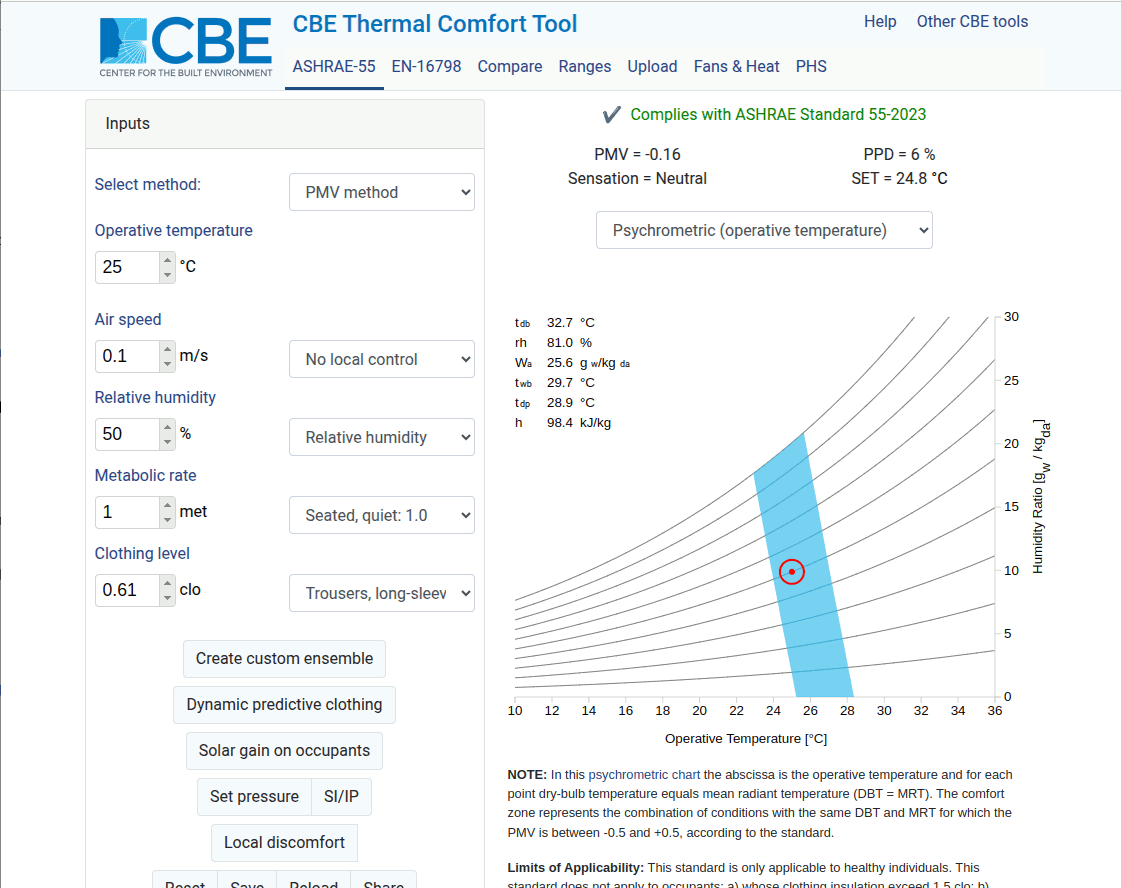 CBE
CENTER FOR THE BUILT ENVIRONMENT
CBE Thermal Comfort Tool
Help Other CBE tools
ASHRAE-55 EN-16798 Compare Ranges Upload Fans & Heat PHS
Inputs
Select method:
PMV method
Operative temperature
25 °C
Air speed
0.1 m/s No local control
Relative humidity
50 % Relative humidity
Metabolic rate
1 met Seated, quiet: 1.0
Clothing level
0.61 clo Trousers, long-sleev
Create custom ensemble
Dynamic predictive clothing
Solar gain on occupants
Set pressure SI/IP
Local discomfort
Reset Save Reload Share
✔ Complies with ASHRAE Standard 55-2023
PMV = -0.16 PPD = 6 %
Sensation = Neutral SET = 24.8 °C
Psychrometric (operative temperature)
tdb 32.7 °C
rh 81.0 %
Wa 25.6 g w/kg da
twb 29.7 °C
tdp 28.9 °C
h 98.4 kJ/kg
30
25
20
15
10
5
0
Humidity Ratio [gw / kgda]
10 12 14 16 18 20 22 24 26 28 30 32 34 36
Operative Temperature [°C]
NOTE: In this psychrometric chart the abscissa is the operative temperature and for each
point dry-bulb temperature equals mean radiant temperature (DBT = MRT). The comfort
zone represents the combination of conditions with the same DBT and MRT for which the
PMV is between -0.5 and +0.5, according to the standard.
Limits of Applicability: This standard is only applicable to healthy individuals. This
standard does not apply to occupants: a) whose clothing insulation exceed 1.5 clo; b)